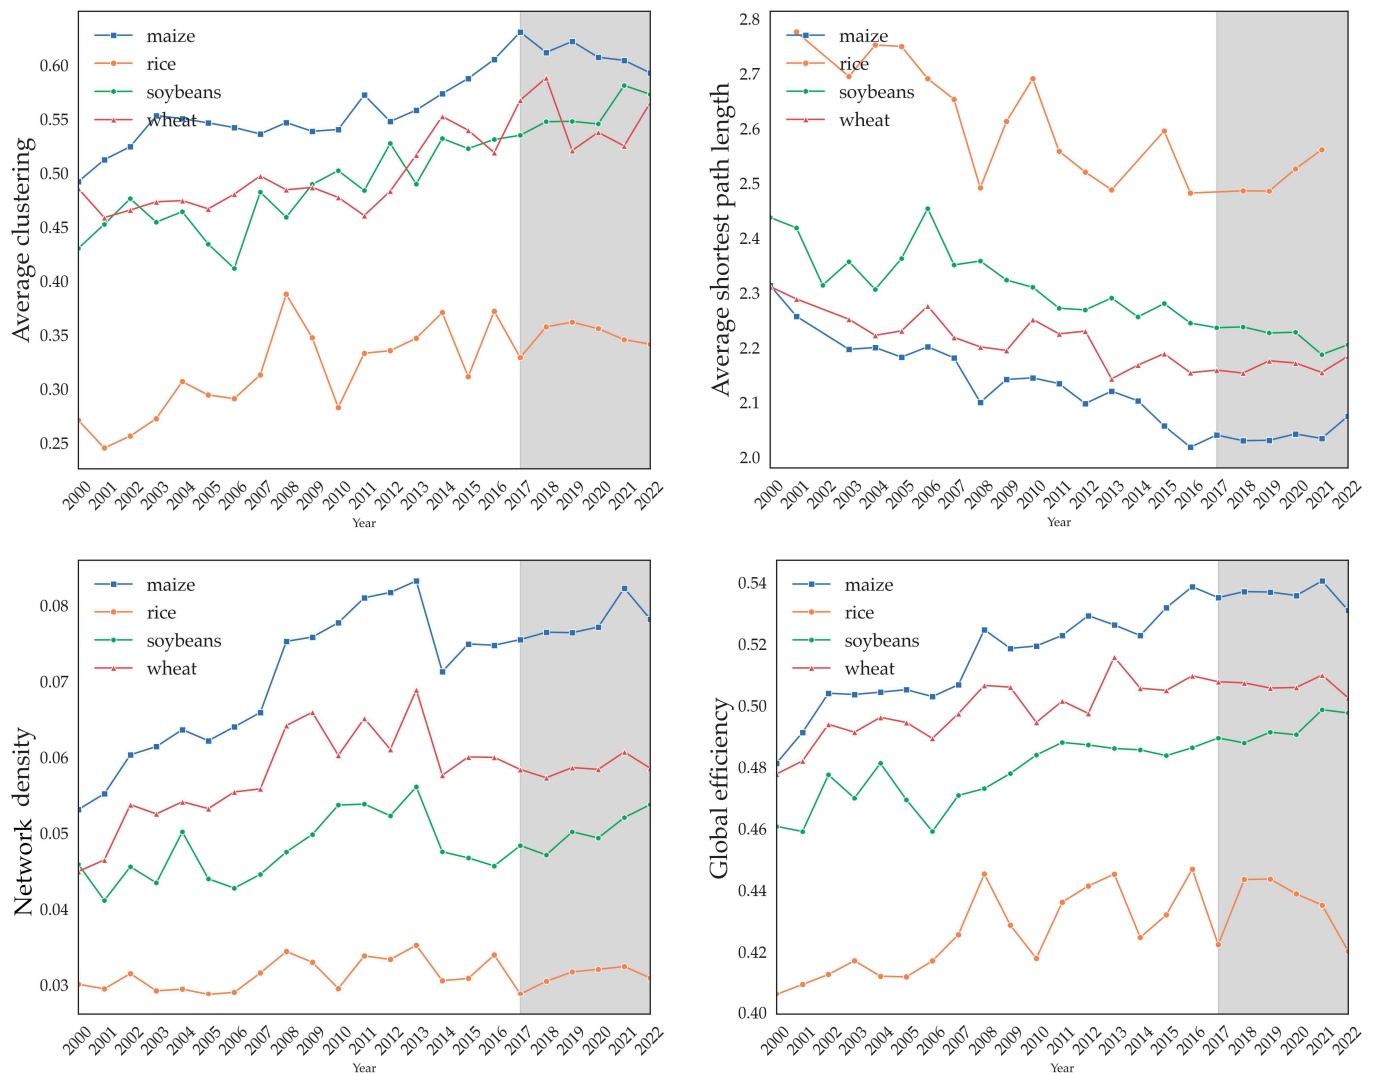 maize
rice
soybeans
wheat
0.60
0.55
0.50
0.45
0.40
0.35
0.30
0.25
Average clustering
2000 2001 2002 2003 2004 2005 2006 2007 2008 2009 2010 2011 2012 2013 2014 2015 2016 2017 2018 2019 2020 2021 2022
Year
maize
rice
soybeans
wheat
2.8
2.7
2.6
2.5
2.4
2.3
2.2
2.1
2.0
Average shortest path length
2000 2001 2002 2003 2004 2005 2006 2007 2008 2009 2010 2011 2012 2013 2014 2015 2016 2017 2018 2019 2020 2021 2022
Year
maize
rice
soybeans
wheat
0.08
0.07
0.06
0.05
0.04
0.03
Network density
2000 2001 2002 2003 2004 2005 2006 2007 2008 2009 2010 2011 2012 2013 2014 2015 2016 2017 2018 2019 2020 2021 2022
Year
maize
rice
soybeans
wheat
0.54
0.52
0.50
0.48
0.46
0.44
0.42
0.40
Global efficiency
2000 2001 2002 2003 2004 2005 2006 2007 2008 2009 2010 2011 2012 2013 2014 2015 2016 2017 2018 2019 2020 2021 2022
Year